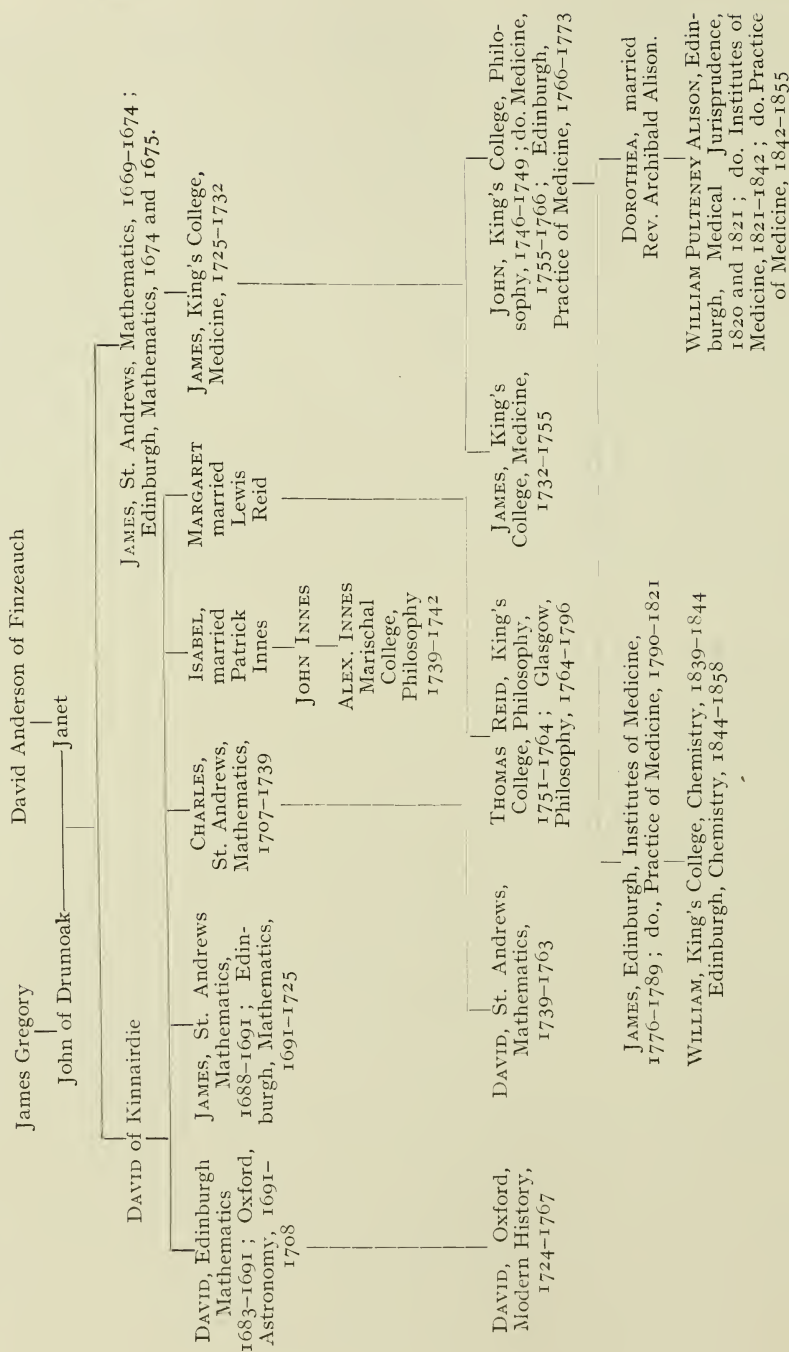 James Gregory
David Anderson of Finzeauch
John of Drumoak
Janet
DAVID of Kinnairdie
JAMES, St. Andrews, Mathematics, 1669–1674 ;
Edinburgh, Mathematics, 1674 and 1675.
DAVID, Edinburgh
Mathematics
1683–1691 ; Oxford,
Astronomy, 1691–
1708
JAMES, St. Andrews
Mathematics,
1688–1691 ; Edin-
burgh, Mathematics,
1691–1725
CHARLES,
St. Andrews,
Mathematics,
1707–1739
ISABEL,
married
Patrick
Innes
MARGARET
married
Lewis
Reid
JAMES, King's College,
Medicine, 1725–1732
JOHN INNES
ALEX. INNES
Marischal
College,
Philosophy
1739–1742
DAVID, Oxford,
Modern History,
1724–1767
DAVID, St. Andrews,
Mathematics,
1739–1763
THOMAS REID, King's
College, Philosophy,
1751–1764 ; Glasgow,
Philosophy, 1764–1796
JAMES, King's
College, Medicine,
1732–1755
JOHN, King's College, Philo-
sophy, 1746–1749 ; do. Medicine,
1755–1766 ; Edinburgh,
Practice of Medicine, 1766–1773
JAMES, Edinburgh, Institutes of Medicine,
1776–1789 ; do., Practice of Medicine, 1790–1821
DOROTHEA, married
Rev. Archibald Alison.
WILLIAM, King's College, Chemistry, 1839–1844
Edinburgh, Chemistry, 1844–1858
WILLIAM PULTENEY ALISON, Edin-
burgh, Medical Jurisprudence,
1820 and 1821 ; do. Institutes of
Medicine, 1821–1842 ; do. Practice
of Medicine, 1842–1855